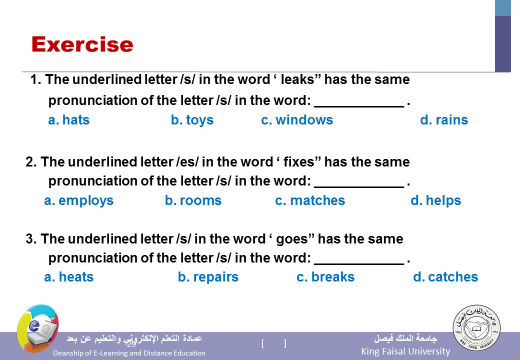 Exercise
1. The underlined letter /s/ in the word ‘ leaks” has the same
pronunciation of the letter /s/ in the word: ____________ .
a. hats b. toys c. windows d. rains
2. The underlined letter /es/ in the word ‘ fixes” has the same
pronunciation of the letter /s/ in the word: ____________ .
a. employs b. rooms c. matches d. helps
3. The underlined letter /s/ in the word ‘ goes” has the same
pronunciation of the letter /s/ in the word: ____________ .
a. heats b. repairs c. breaks d. catches
عمادة التعلم الإلكتروني والتعليم عن بعد
Deanship of E-Learning and Distance Education
[ ]
جامعة الملك فيصل
King Faisal University